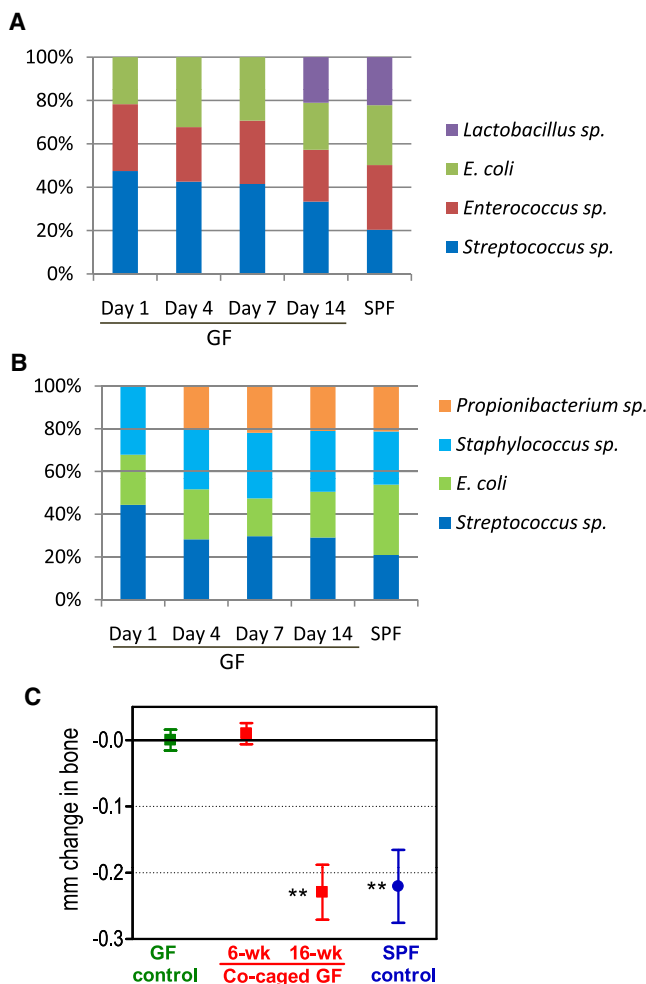 A
100%
80%
60%
40%
20%
0%
Lactobacillus sp.
E. coli
Enterococcus sp.
Streptococcus sp.
Day 1 Day 4 Day 7 Day 14 SPF
GF
B
100%
80%
60%
40%
20%
0%
Propionibacterium sp.
Staphylococcus sp.
E. coli
Streptococcus sp.
Day 1 Day 4 Day 7 Day 14 SPF
GF
C
mm change in bone
-0.0
-0.1
-0.2
-0.3
** **
GF control
6-wk 16-wk
Co-caged GF
SPF control